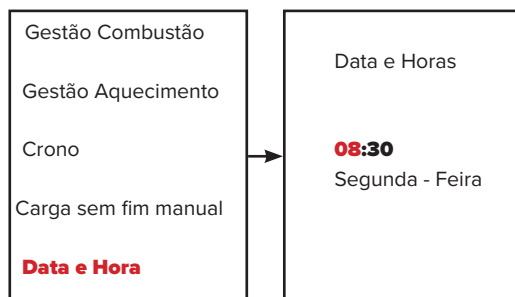 Gestão Combustão
Gestão Aquecimento
Crono
Carga sem fim manual
Data e Hora
Data e Horas
08:30
Segunda - Feira